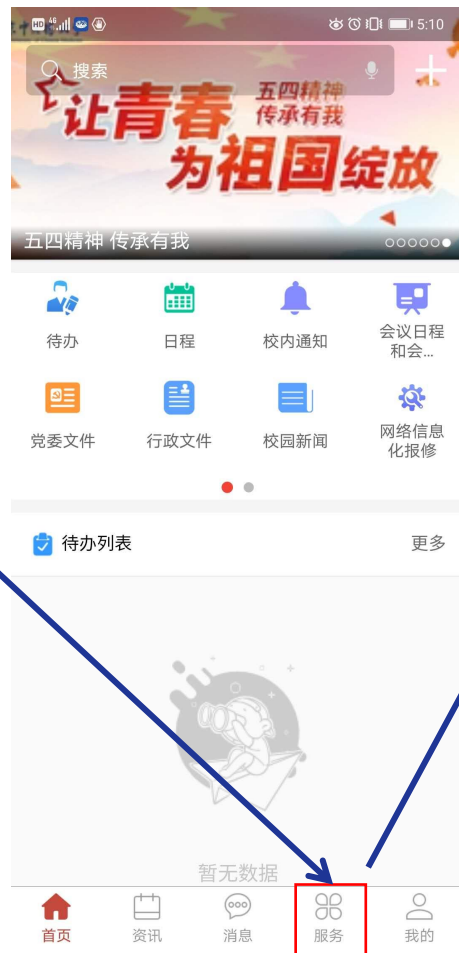 HD 46 5:10
搜索
让青春
五四精神
传承有我
为祖国绽放
五四精神 传承有我
待办
日程
校内通知
会议日程
和会...
党委文件
行政文件
校园新闻
网络信息
化报修
待办列表
更多
暂无数据
首页
资讯
消息
服务
我的